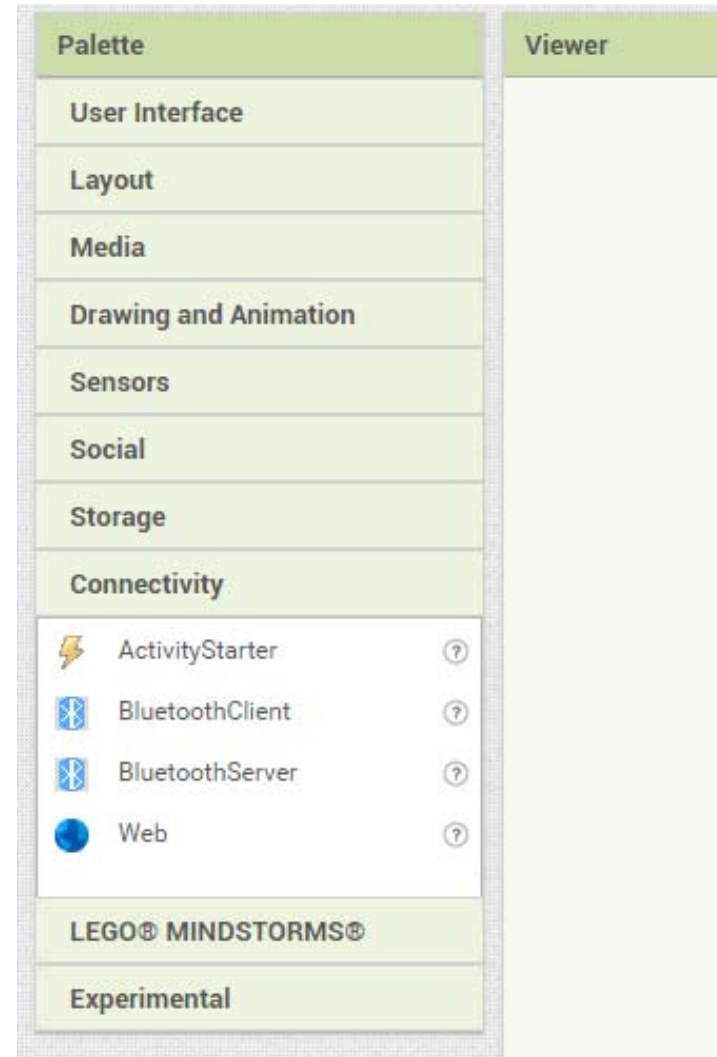 Palette
Viewer
User Interface
Layout
Media
Drawing and Animation
Sensors
Social
Storage
Connectivity
ActivityStarter ?
BluetoothClient ?
BluetoothServer ?
Web ?
LEGO® MINDSTORMS®
Experimental